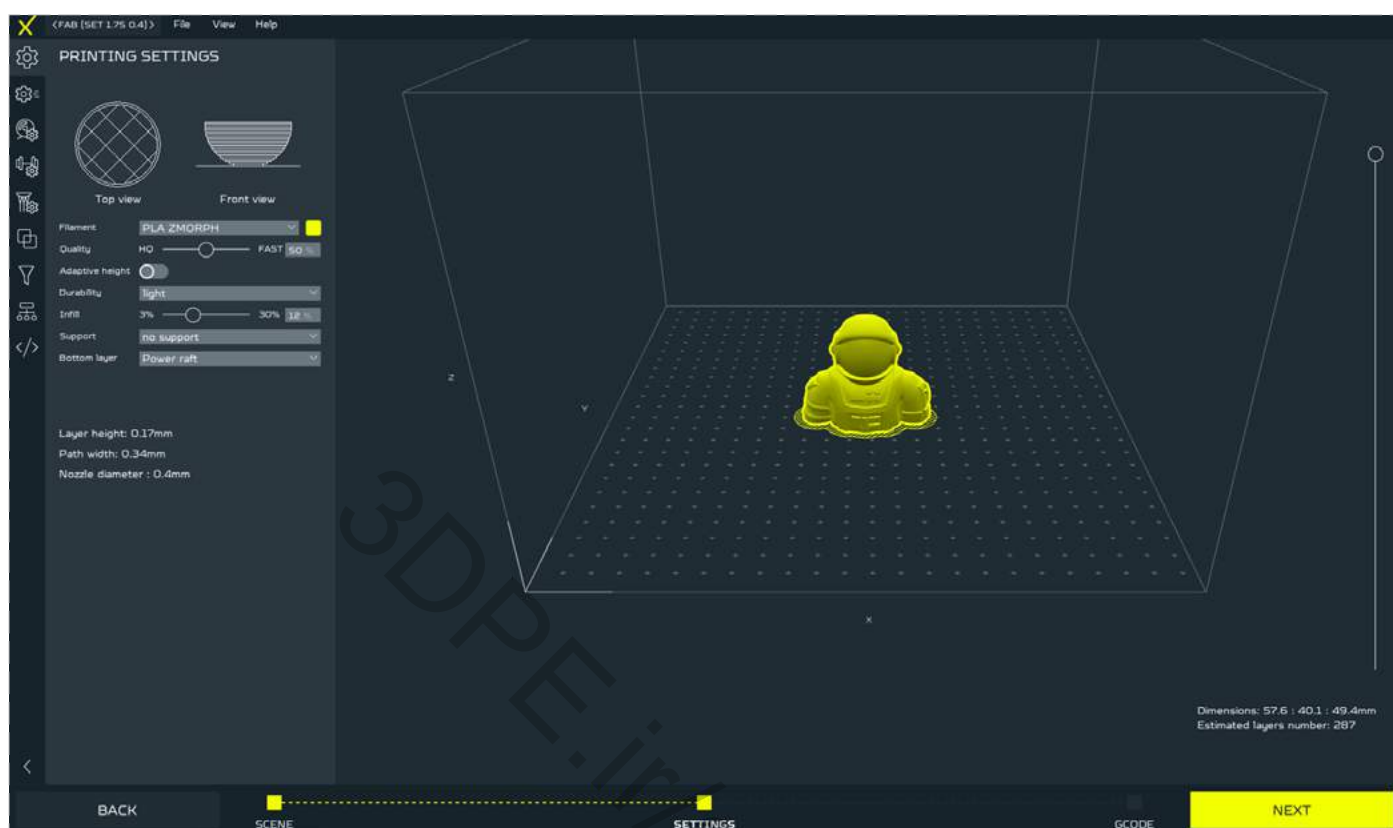 <FAB (SET 1.75 0.4)> File View Help
PRINTING SETTINGS
Top view Front view
Filament PLA ZMORPH
Quality HQ FAST 50 %
Adaptive height
Durability light
Infill 3% 30% 12 %
Support no support
Bottom layer Power raft
Layer height: 0.17mm
Path width: 0.34mm
Nozzle diameter : 0.4mm
Z
Y
X
</>
3DPE.ir
Dimensions: 57.6 : 40.1 : 49.4mm
Estimated layers number: 287
BACK
SCENE
SETTINGS
GCODE
NEXT